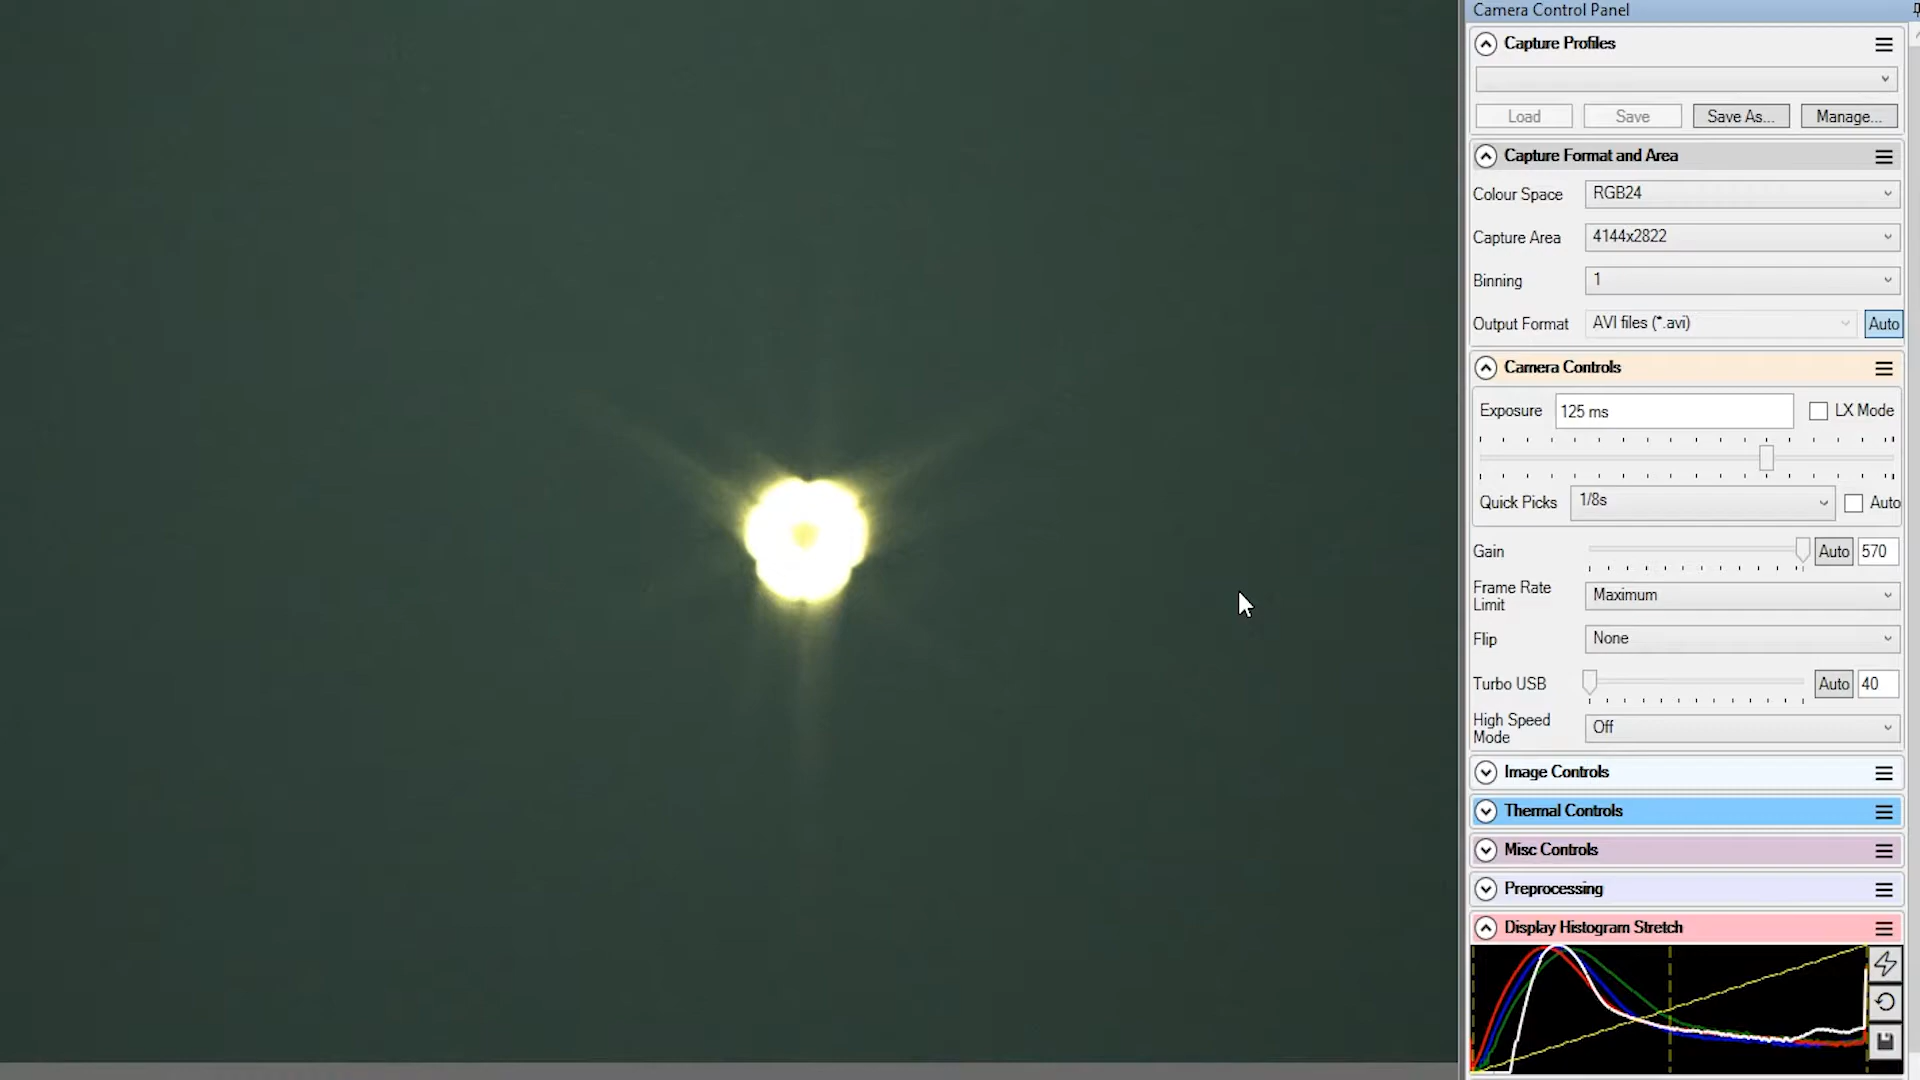 Camera Control Panel
Capture Profiles
Load Save Save As... Manage...
Capture Format and Area
Colour Space RGB24
Capture Area 4144x2822
Binning 1
Output Format AVI files (*.avi) Auto
Camera Controls
Exposure 125 ms LX Mode
Quick Picks 1/8s Auto
Gain Auto 570
Frame Rate Limit Maximum
Flip None
Turbo USB Auto 40
High Speed Mode Off
Image Controls
Thermal Controls
Misc Controls
Preprocessing
Display Histogram Stretch